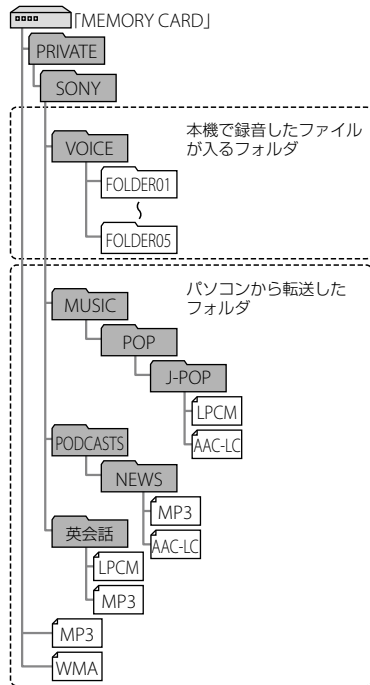 「MEMORY CARD」
PRIVATE
SONY
VOICE
本機で録音したファイル
が入るフォルダ
FOLDER01
〜
FOLDER05
パソコンから転送した
フォルダ
MUSIC
POP
J-POP
LPCM
AAC-LC
PODCASTS
NEWS
MP3
AAC-LC
英会話
LPCM
MP3
MP3
WMA